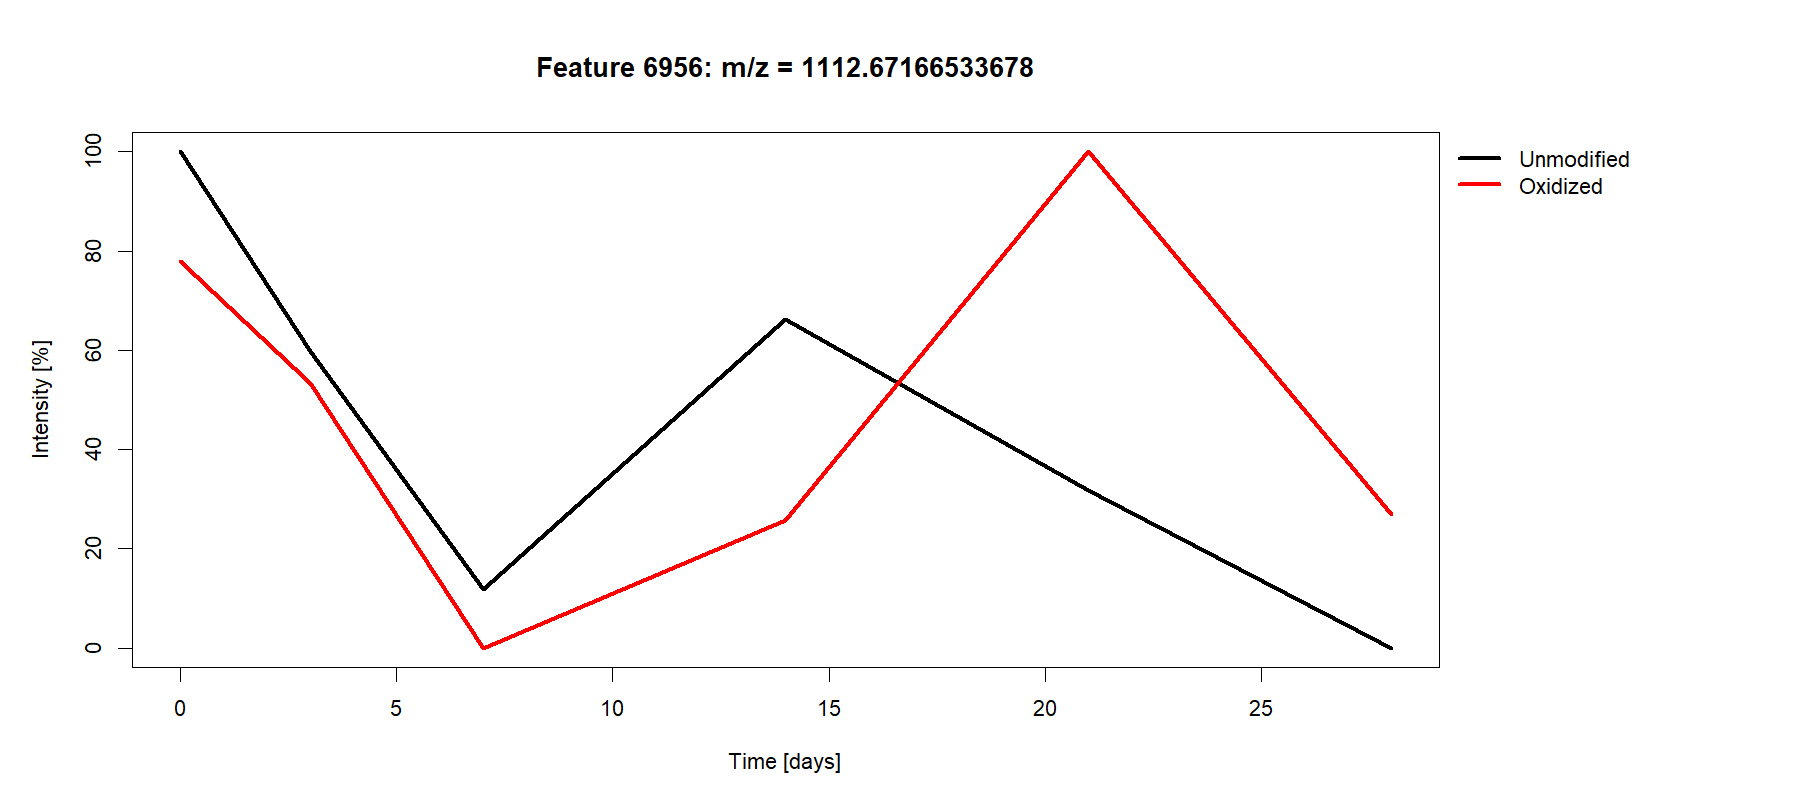 Feature 6956: m/z = 1112.67166533678
Unmodified
Oxidized
Intensity [%]
100
80
60
40
20
0
0 5 10 15 20 25
Time [days]